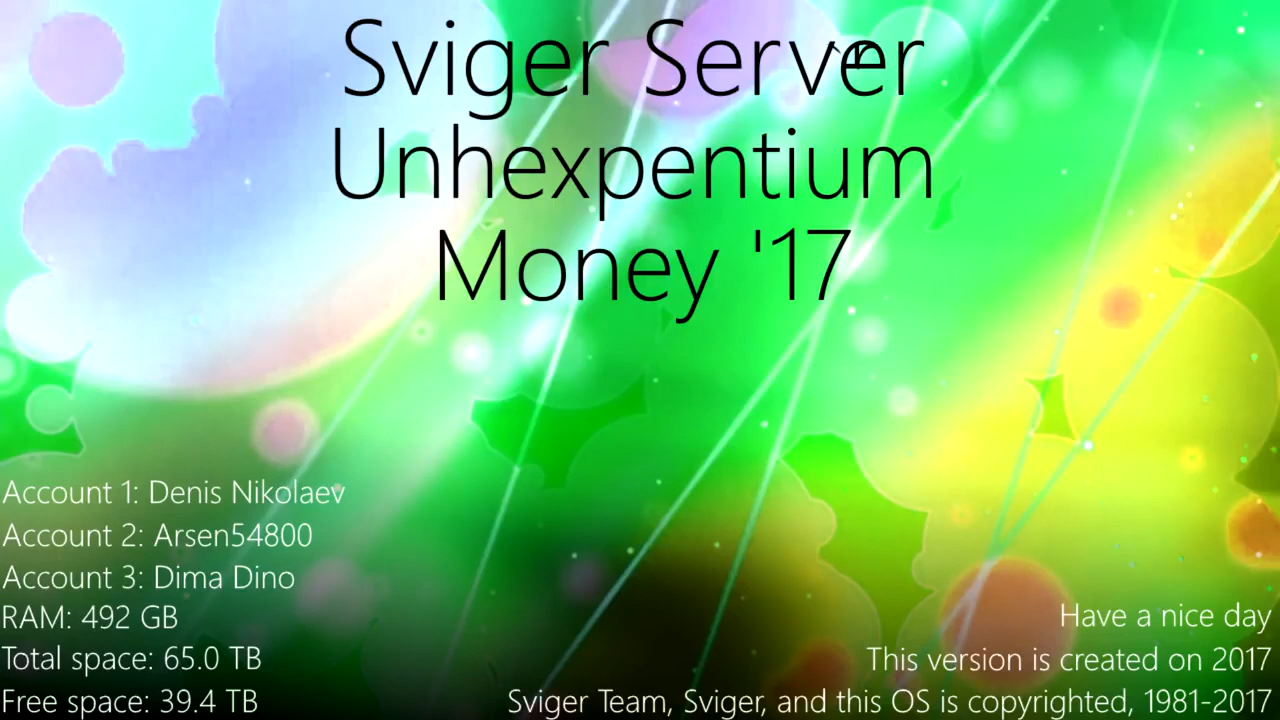 Sviger Server
Unhexpentium
Money '17
Account 1: Denis Nikolaev
Account 2: Arsen54800
Account 3: Dima Dino
RAM: 492 GB
Total space: 65.0 TB
Free space: 39.4 TB
Have a nice day
This version is created on 2017
Sviger Team, Sviger, and this OS is copyrighted, 1981-2017